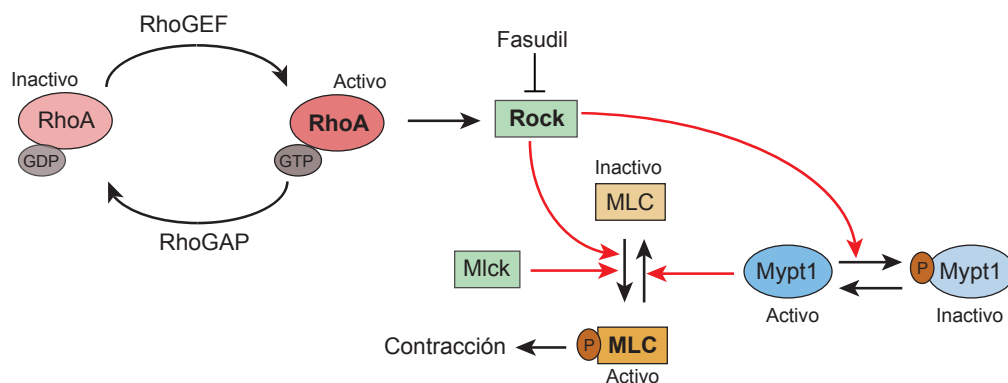 RhoGEF
Inactivo
RhoA
GDP
Activo
RhoA
GTP
RhoGAP
Fasudil
Rock
Inactivo
MLC
Mlck
Mypt1
Activo
P
Mypt1
Inactivo
Contracción
P
MLC
Activo